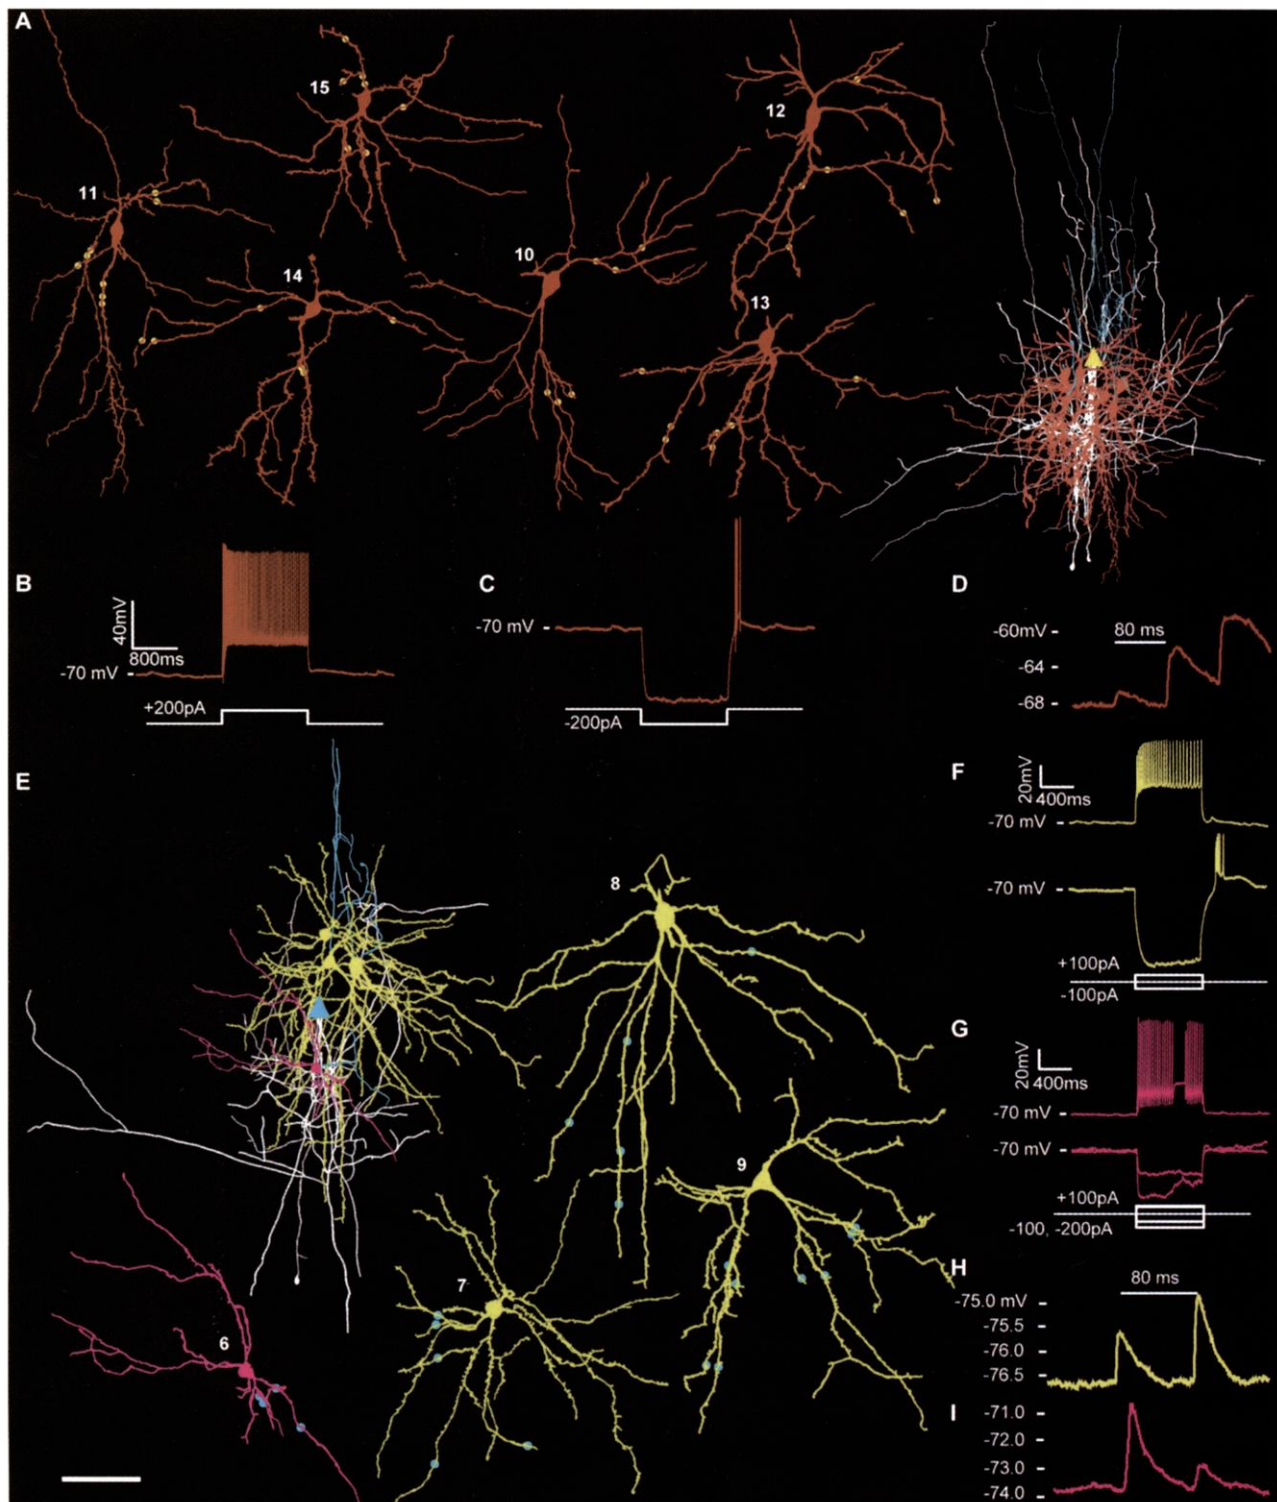 A
15
12
11
10
14
13
B
40mV
800ms
-70 mV
+200pA
C
-70 mV
-200pA
D
-60mV
80 ms
-64
-68
E
F
20mV
400ms
-70 mV
-70 mV
+100pA
-100pA
8
G
20mV
400ms
-70 mV
-70 mV
+100pA
-100, -200pA
9
7
6
H
80 ms
-75.0 mV
-75.5
-76.0
-76.5
I
-71.0
-72.0
-73.0
-74.0